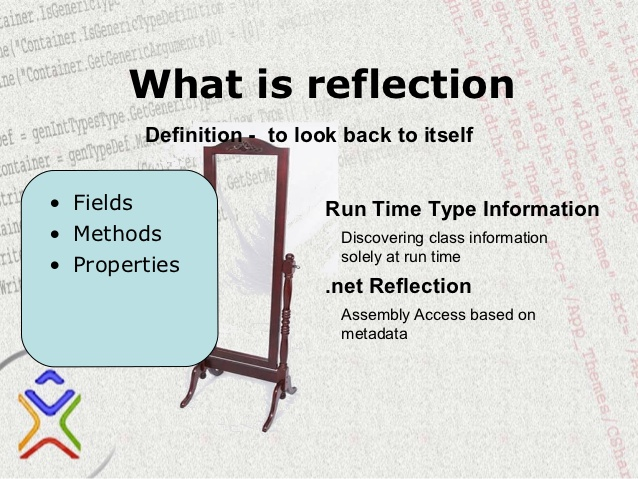 What is reflection
Definition -  to look back to itself
• Fields
• Methods
• Properties
Run Time Type Information
Discovering class information
solely at run time
.net Reflection
Assembly Access based on
metadata